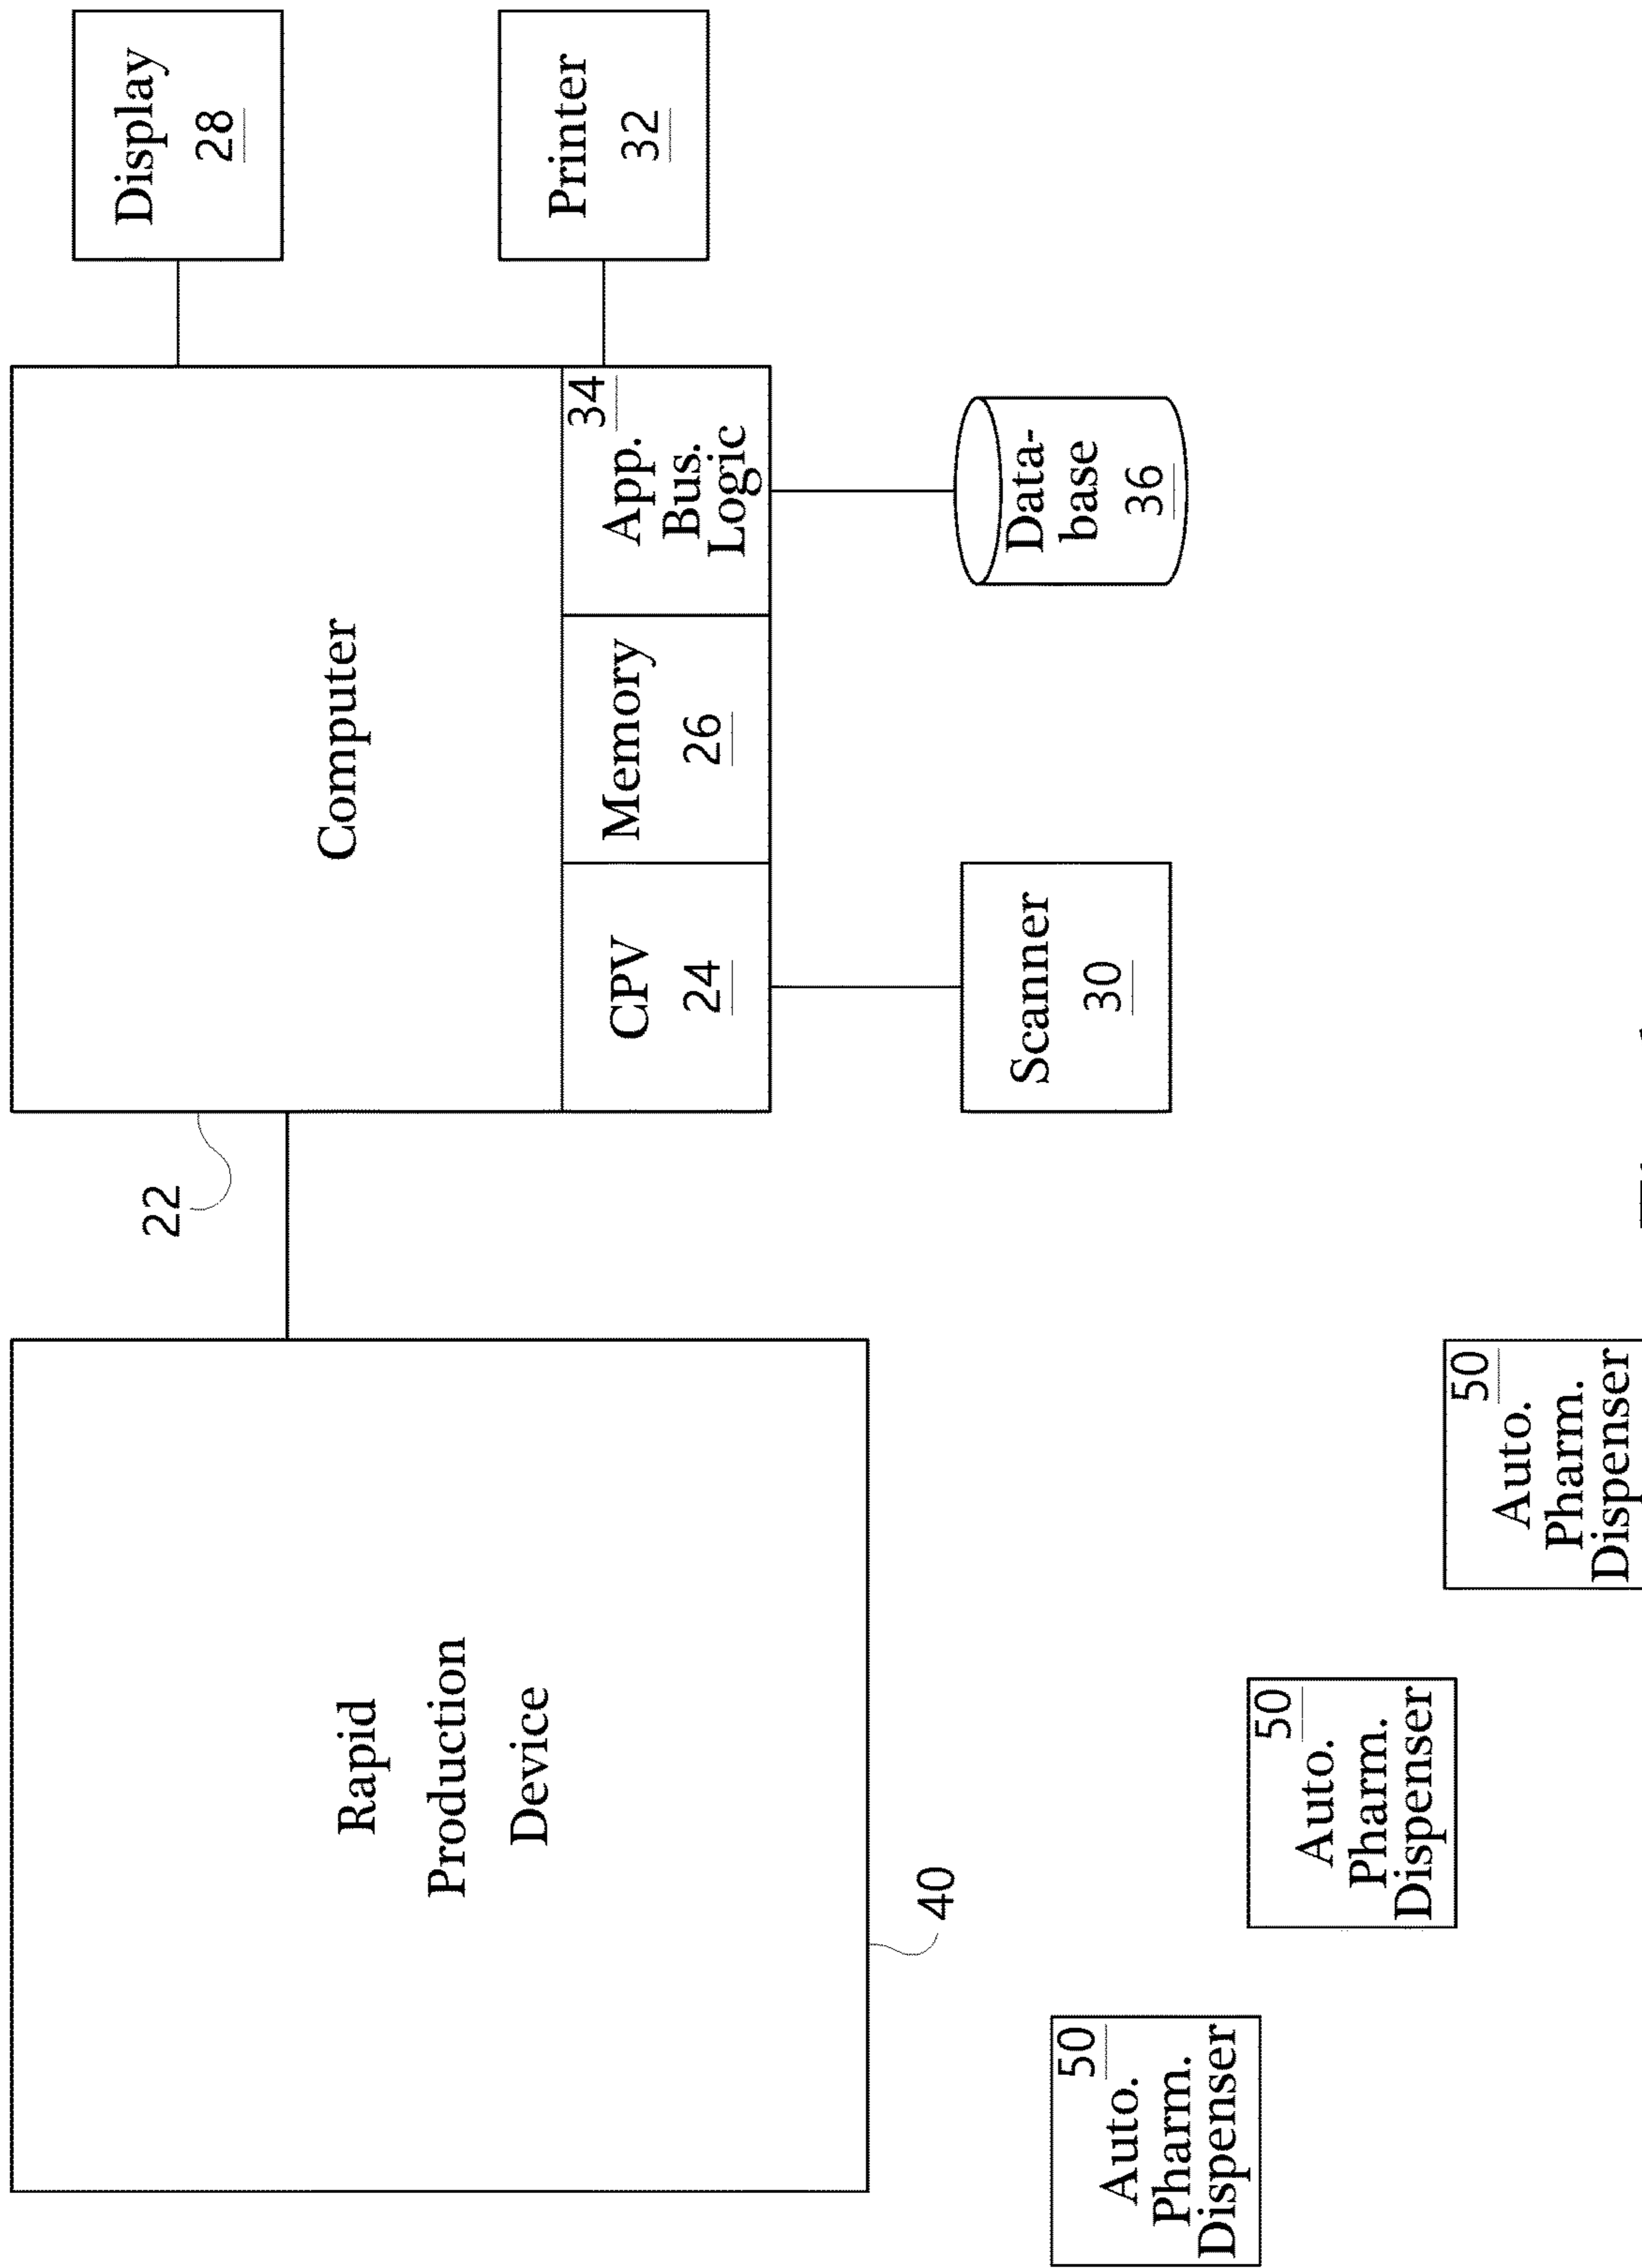 Rapid
Production
Device
40
22
Computer
CPV
24
Memory
26
34
App.
Bus.
Logic
Display
28
Printer
32
Scanner
30
Data-
base
36
50
Auto.
Pharm.
Dispenser
50
Auto.
Pharm.
Dispenser
50
Auto.
Pharm.
Dispenser